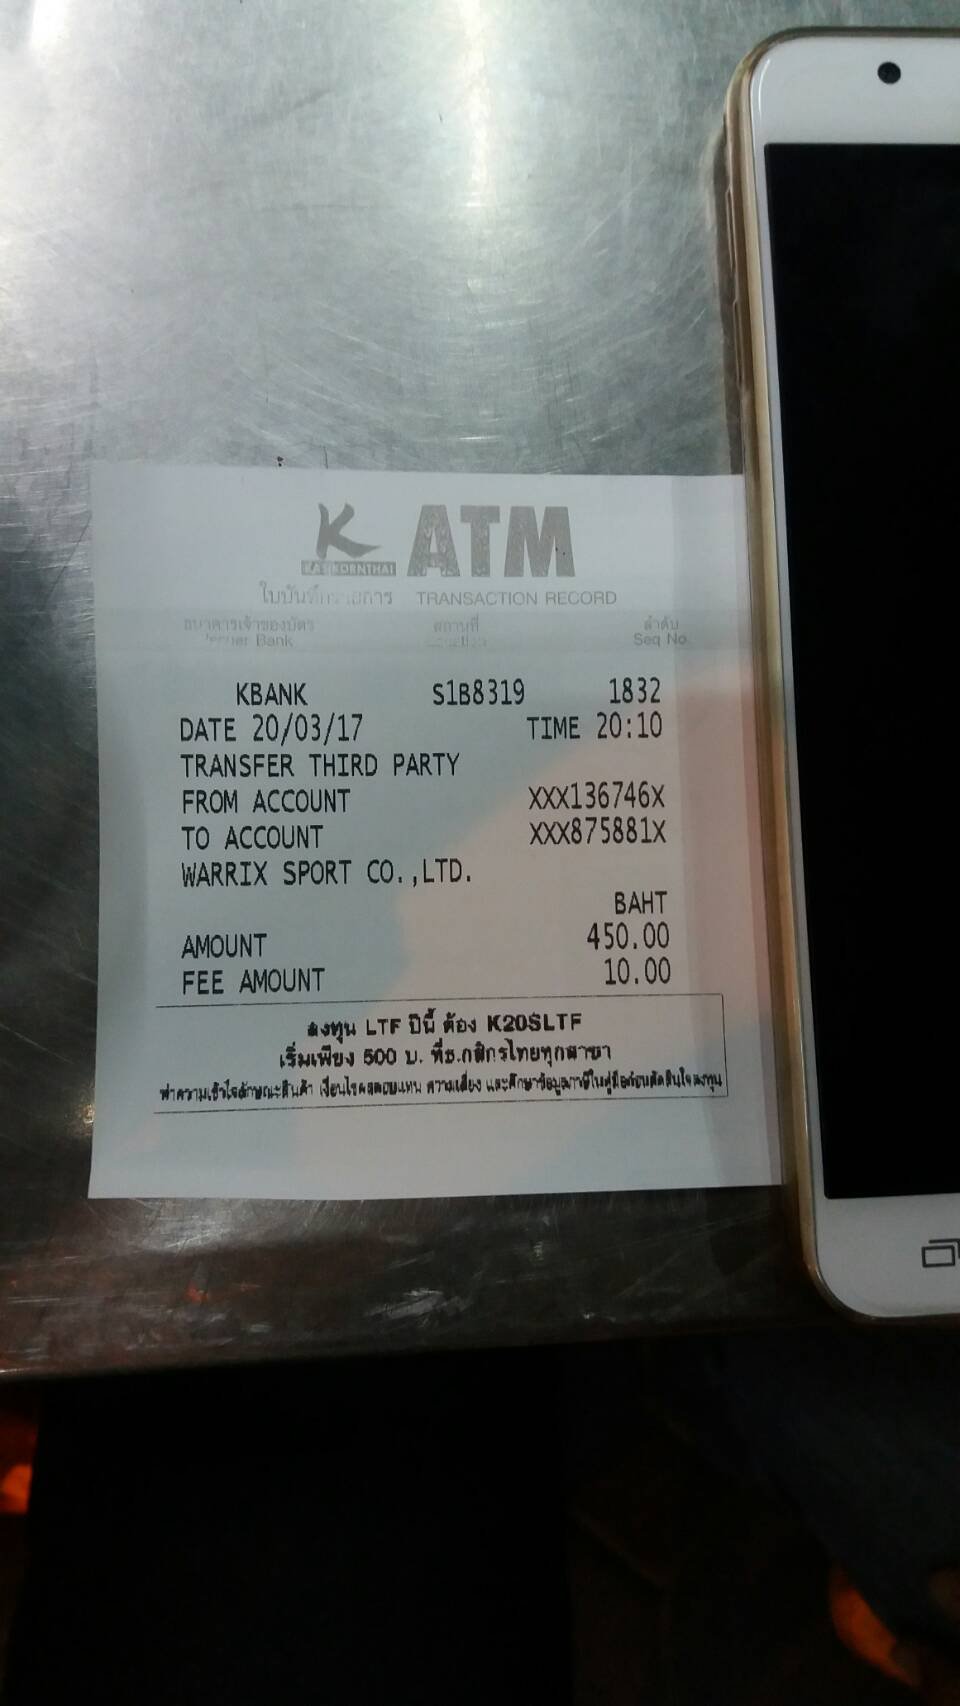 K ATM
KASIKORNTHAI
ใบบันทึกรายการ TRANSACTION RECORD
ธนาคารเจ้าของบัตร สถานที่ ลำดับ
Issuer Bank Location Seq No.
KBANK S1B8319 1832
DATE 20/03/17 TIME 20:10
TRANSFER THIRD PARTY
FROM ACCOUNT XXX136746X
TO ACCOUNT XXX875881X
WARRIX SPORT CO.,LTD.
BAHT
AMOUNT 450.00
FEE AMOUNT 10.00
ลงทุน LTF ปีนี้ ต้อง K20SLTF
เริ่มเพียง 500 บ. ที่ธ.กสิกรไทยทุกสาขา
ทำความเข้าใจลักษณะสินค้า เงื่อนไขผลตอบแทน ความเสี่ยง และศึกษาข้อมูลภาษีในคู่มือก่อนตัดสินใจลงทุน